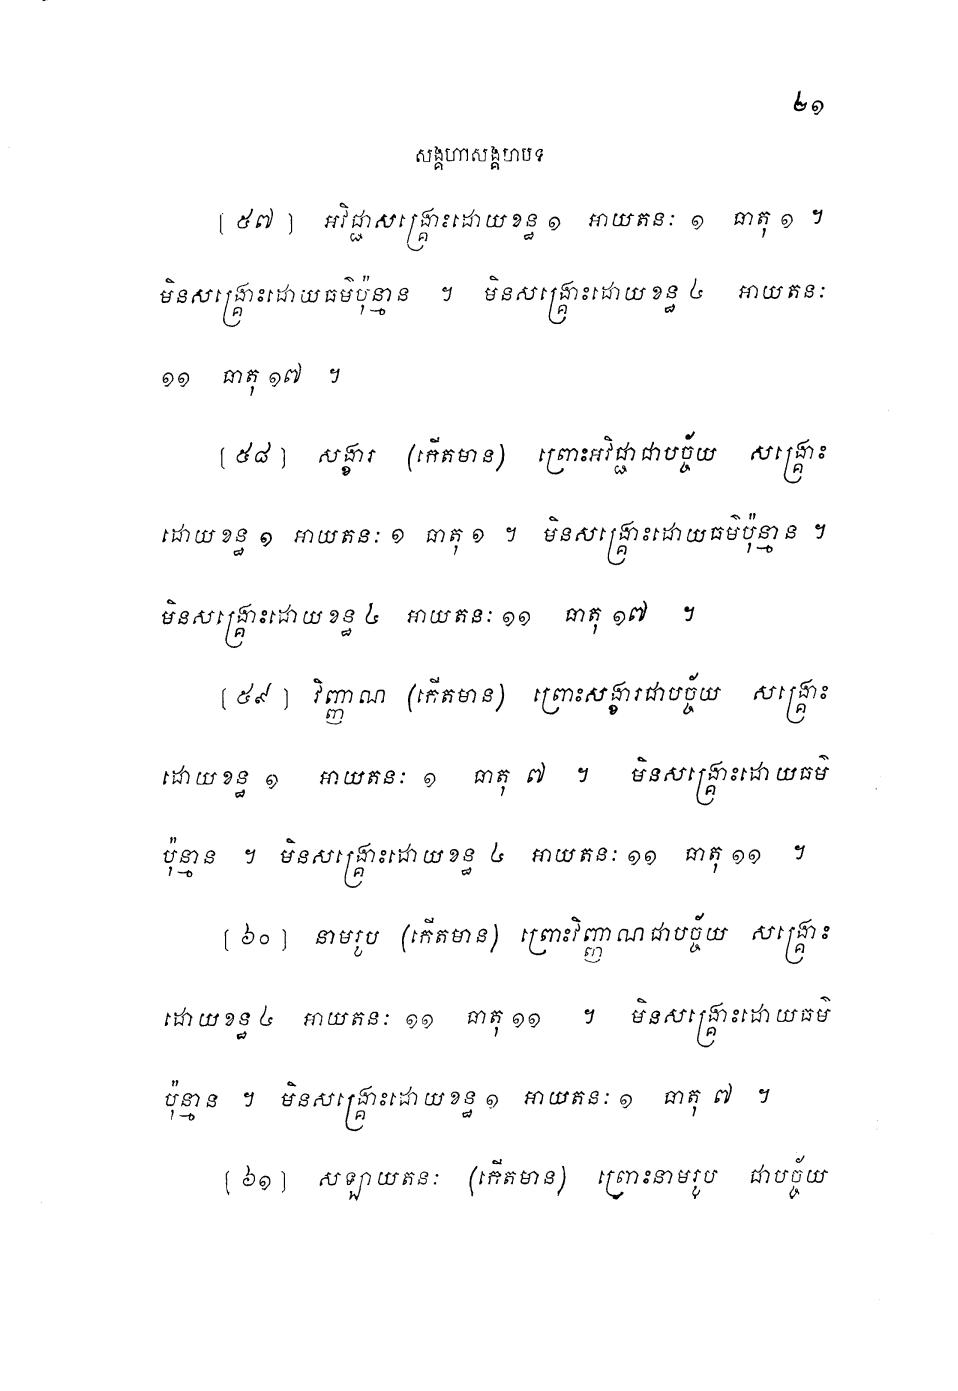 ២១
សង្គហាសង្គហបទ
[ ៥៧ ] អវិជ្ជាសង្គ្រោះដោយខន្ធ ១ អាយតនៈ ១ ធាតុ ១ ។
មិនសង្គ្រោះដោយធម៌ប៉ុន្មាន ។ មិនសង្គ្រោះដោយខន្ធ ៤ អាយតនៈ
១១ ធាតុ ១៧ ។
[ ៥៨ ] សង្ខារ (កើតមាន) ព្រោះអវិជ្ជាជាបច្ច័យ សង្គ្រោះ
ដោយខន្ធ ១ អាយតនៈ ១ ធាតុ ១ ។ មិនសង្គ្រោះដោយធម៌ប៉ុន្មាន ។
មិនសង្គ្រោះដោយខន្ធ ៤ អាយតនៈ ១១ ធាតុ ១៧ ។
[ ៥៩ ] វិញ្ញាណ (កើតមាន) ព្រោះសង្ខារជាបច្ច័យ សង្គ្រោះ
ដោយខន្ធ ១ អាយតនៈ ១ ធាតុ ៧ ។ មិនសង្គ្រោះដោយធម៌
ប៉ុន្មាន ។ មិនសង្គ្រោះដោយខន្ធ ៤ អាយតនៈ ១១ ធាតុ ១១ ។
[ ៦០ ] នាមរូប (កើតមាន) ព្រោះវិញ្ញាណជាបច្ច័យ សង្គ្រោះ
ដោយខន្ធ ៤ អាយតនៈ ១១ ធាតុ ១១ ។ មិនសង្គ្រោះដោយធម៌
ប៉ុន្មាន ។ មិនសង្គ្រោះដោយខន្ធ ១ អាយតនៈ ១ ធាតុ ៧ ។
[ ៦១ ] សឡាយតនៈ (កើតមាន) ព្រោះនាមរូប ជាបច្ច័យ